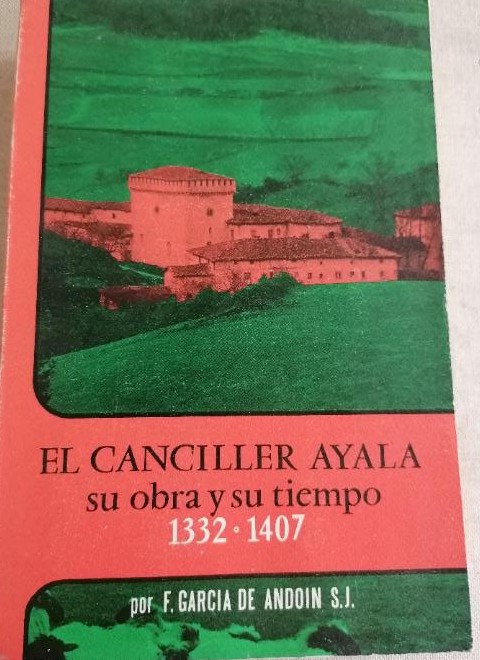 EL CANCILLER AYALA
su obra y su tiempo
1332 · 1407
por F. GARCIA DE ANDOIN S.J.